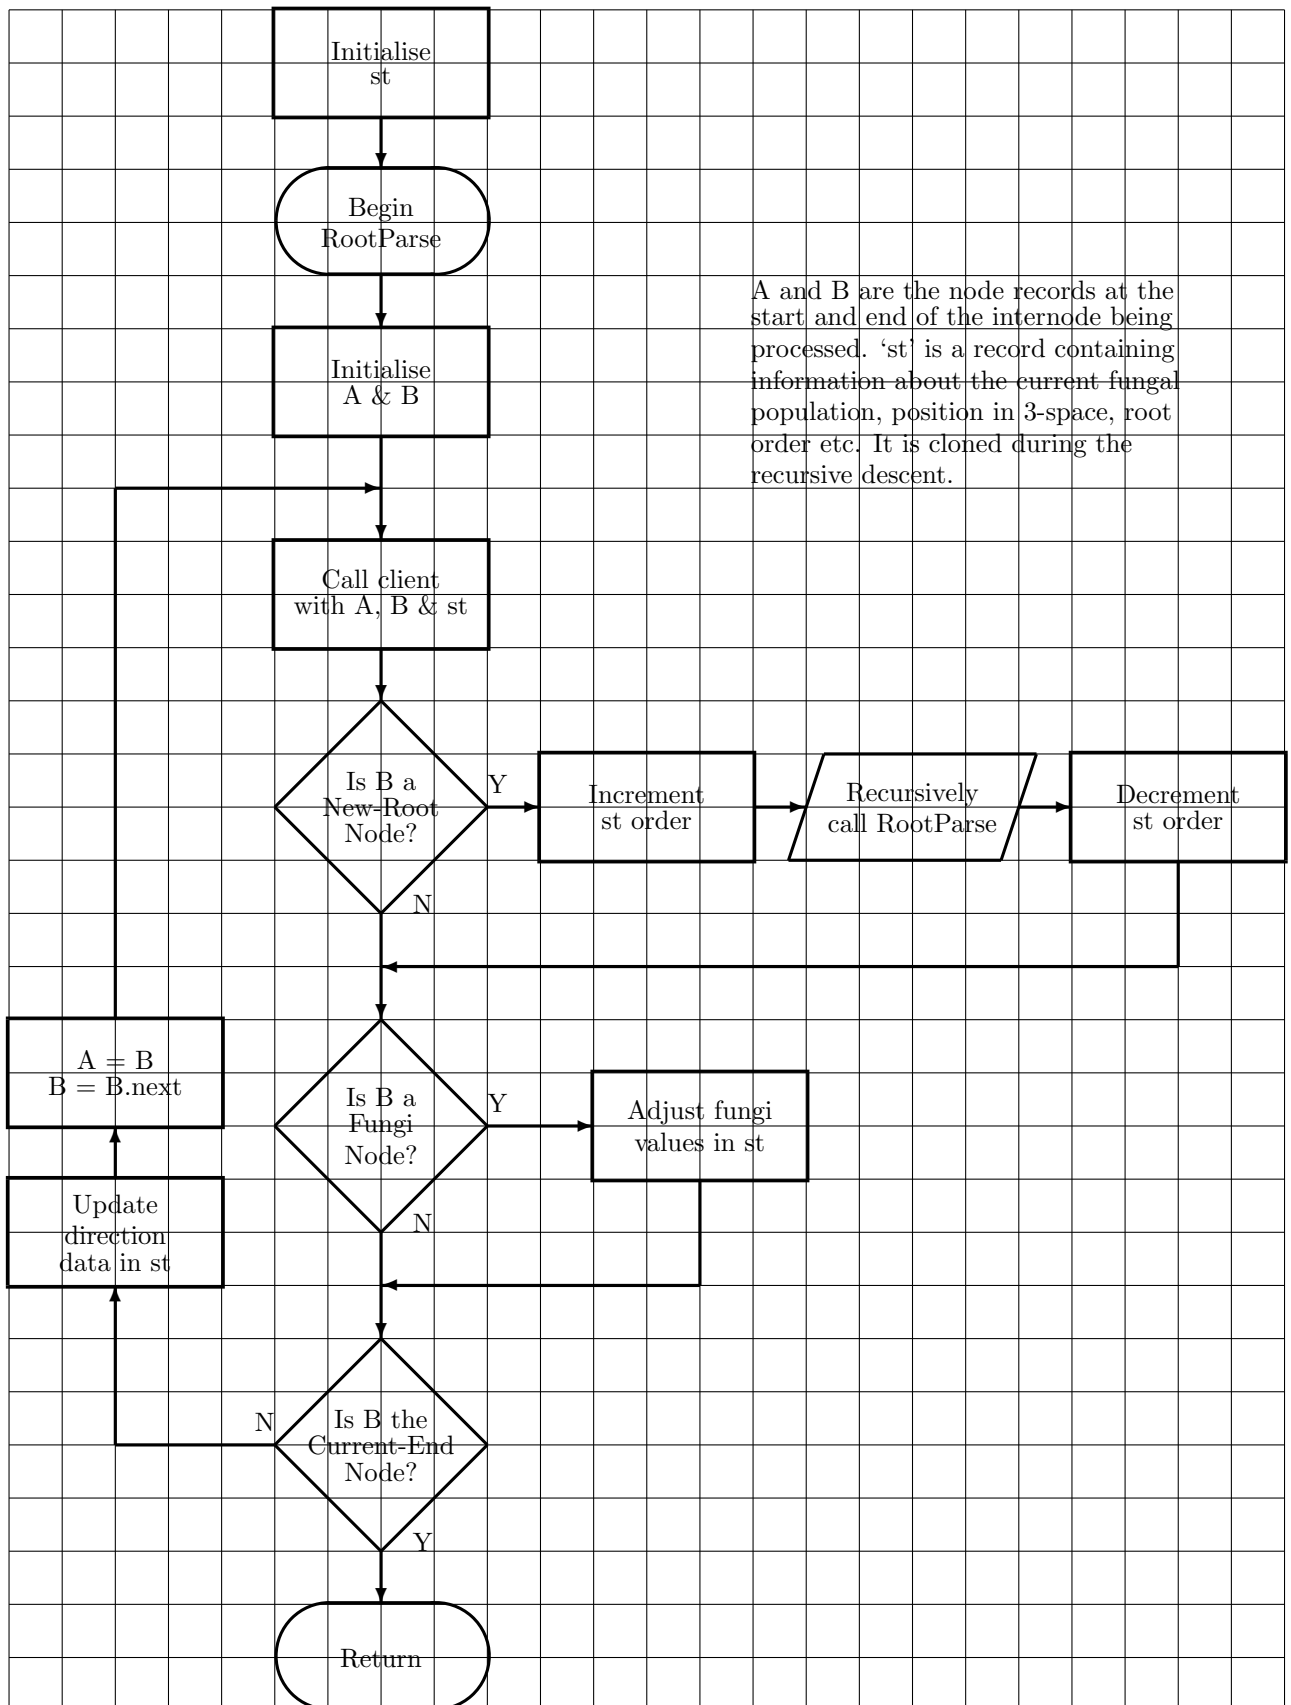 Initialise
st
Begin
RootParse
A and B are the node records at the
start and end of the internode being
processed. ‘st’ is a record containing
information about the current fungal
population, position in 3-space, root
order etc. It is cloned during the
recursive descent.
Initialise
A & B
Call client
with A, B & st
Is B a
New-Root
Node?
Y
N
Increment
st order
Recursively
call RootParse
Decrement
st order
A = B
B = B.next
Is B a
Fungi
Node?
Y
N
Adjust fungi
values in st
Update
direction
data in st
Is B the
Current-End
Node?
N
Y
Return